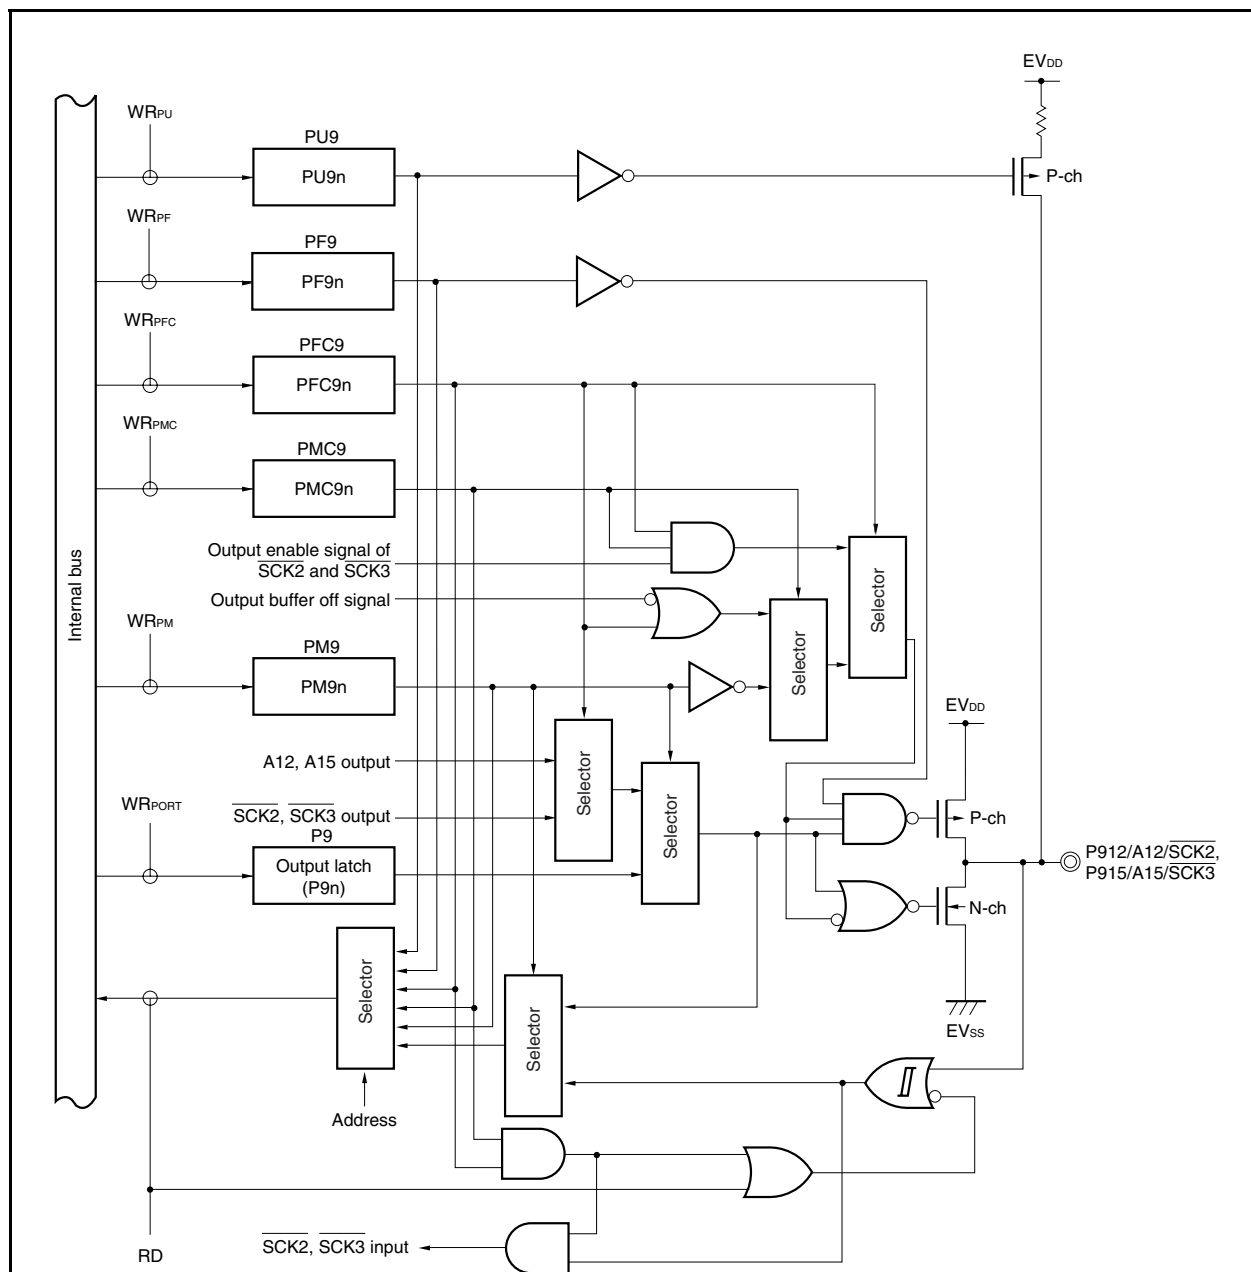 EVDD
WRPU
PU9
PU9n
P-ch
WRPF
PF9
PF9n
WRPFC
PFC9
PFC9n
WRPMC
PMC9
PMC9n
Output enable signal of
SCK2 and SCK3
Output buffer off signal
Selector
Selector
Internal bus
WRPM
PM9
PM9n
EVDD
A12, A15 output
Selector
Selector
WRPORT
SCK2, SCK3 output
P9
Output latch
(P9n)
P-ch
P912/A12/SCK2,
P915/A15/SCK3
N-ch
Selector
Selector
EVSS
Address
RD
SCK2, SCK3 input